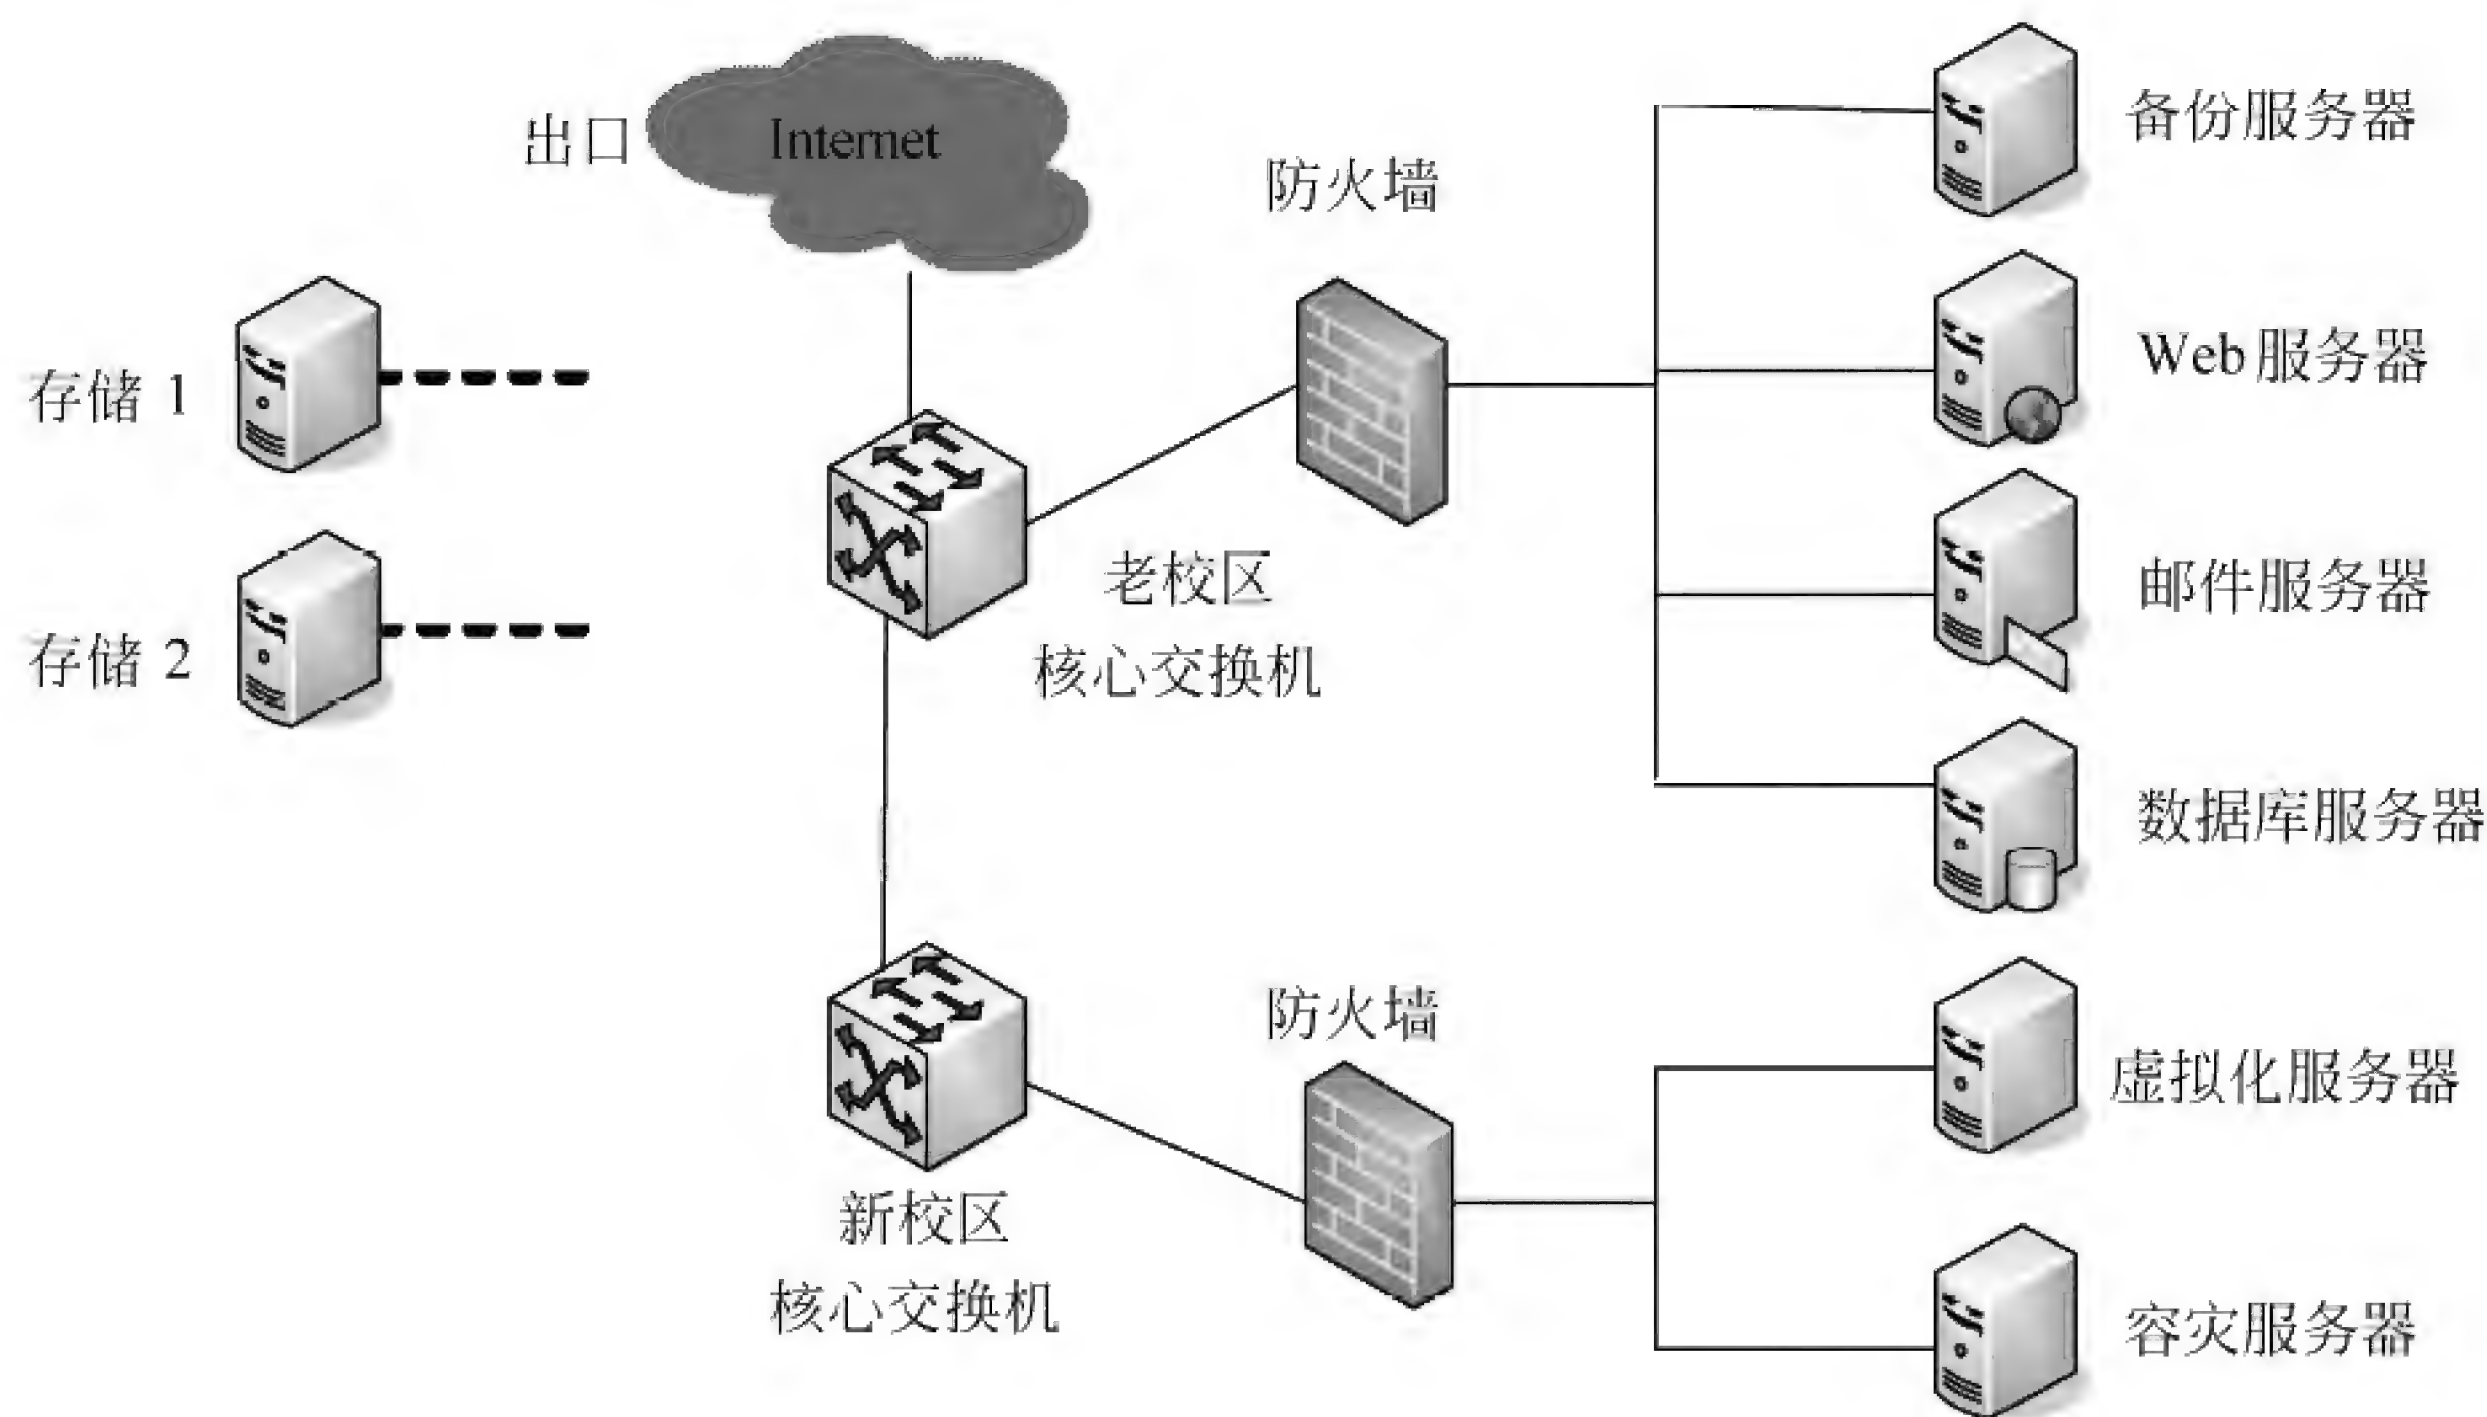 出口
Internet
防火墙
备份服务器
Web服务器
存储 1
邮件服务器
老校区
核心交换机
存储 2
数据库服务器
防火墙
虚拟化服务器
新校区
核心交换机
容灾服务器